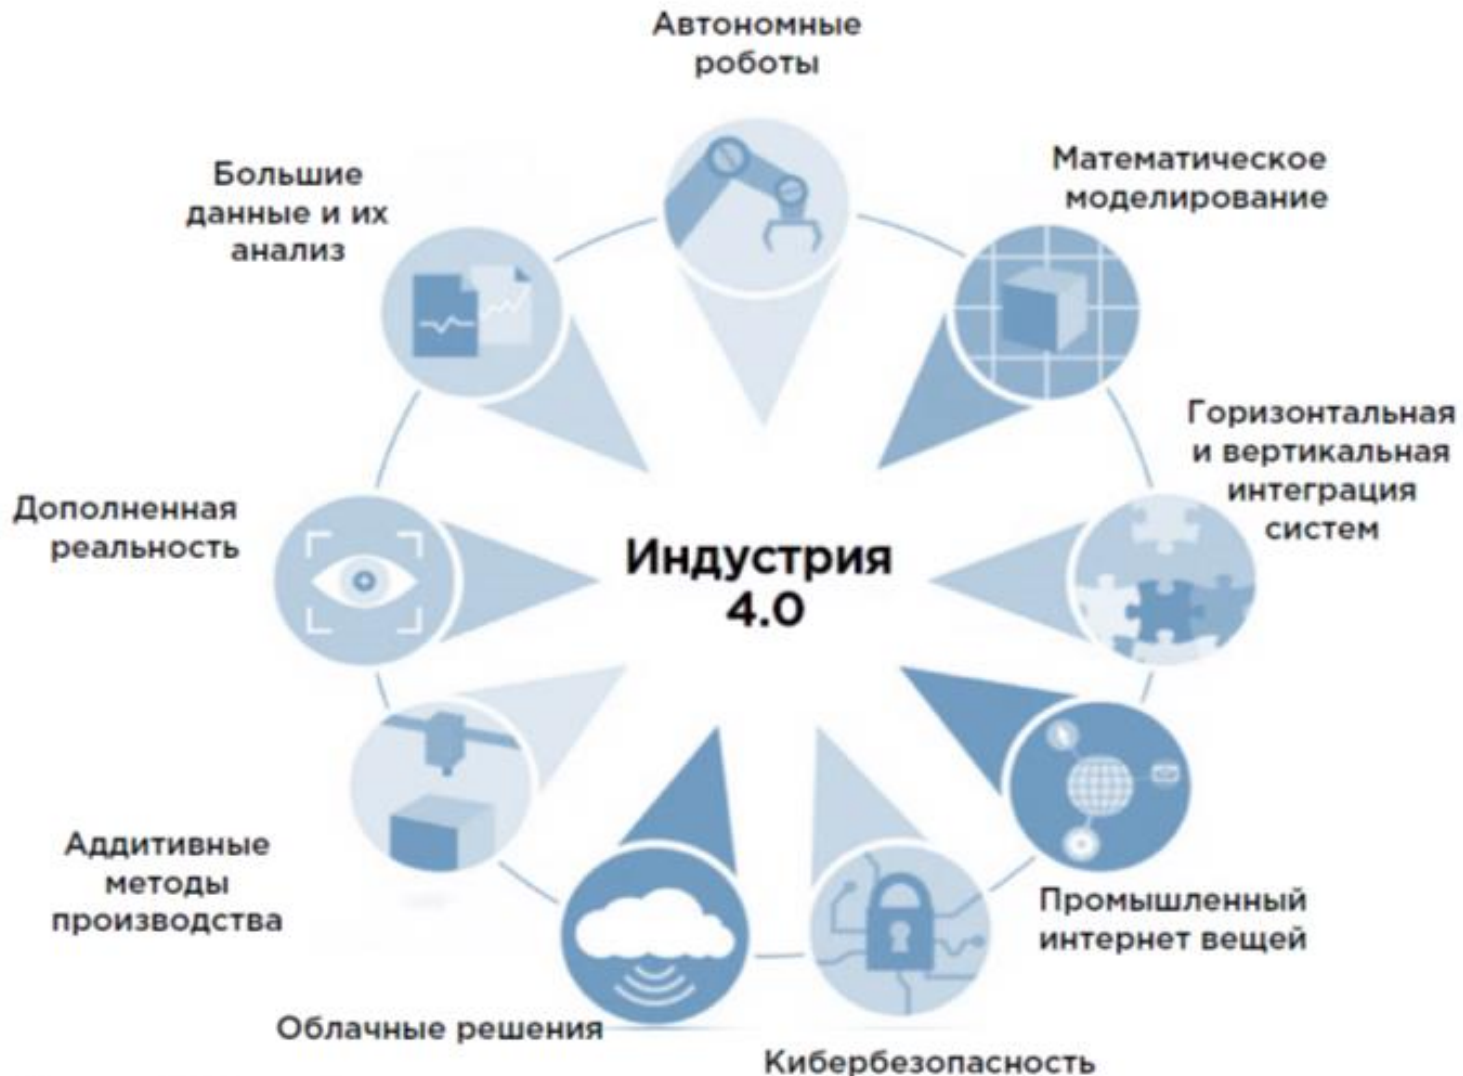 Автономные
роботы
Математическое
моделирование
Большие
данные и их
анализ
Горизонтальная
и вертикальная
интеграция
систем
Дополненная
реальность
Индустрия
4.0
Аддитивные
методы
производства
Промышленный
интернет вещей
Облачные решения
Кибербезопасность